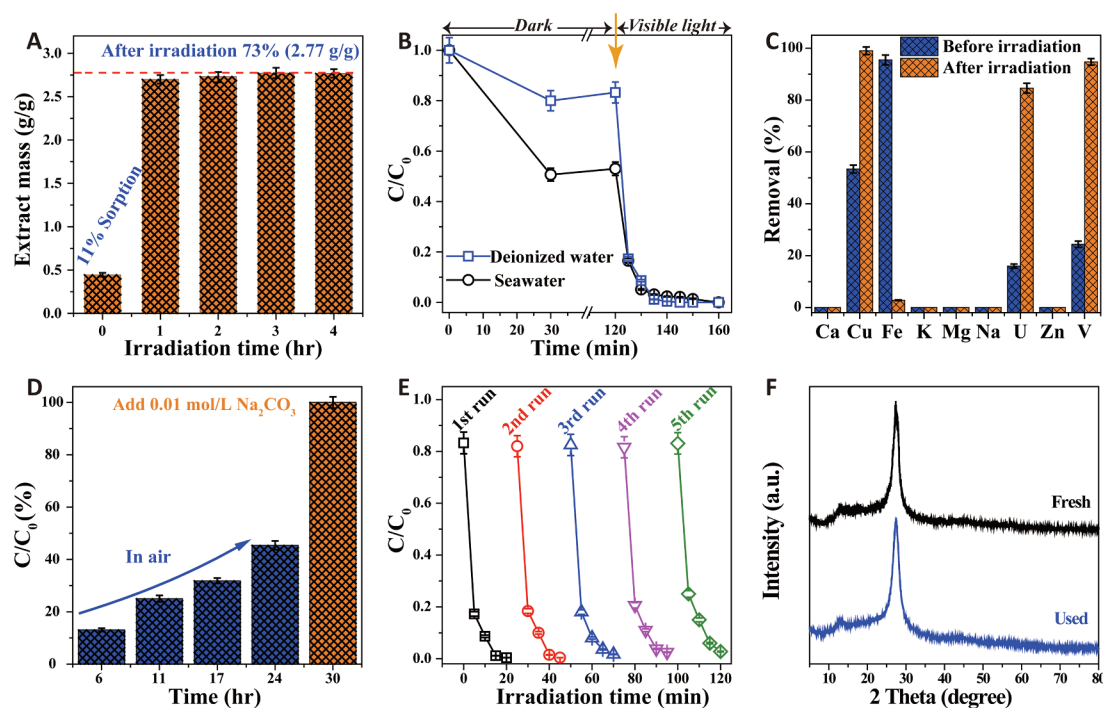 A
After irradiation 73% (2.77 g/g)
11% Sorption
Extract mass (g/g)
3.0
2.5
2.0
1.5
1.0
0.5
0.0
0 1 2 3 4
Irradiation time (hr)
B
Dark
Visible light
C/C0
1.0
0.8
0.6
0.4
0.2
0.0
Deionized water
Seawater
0 10 20 30 120 140 160
Time (min)
C
Before irradiation
After irradiation
Removal (%)
100
80
60
40
20
0
Ca Cu Fe K Mg Na U Zn V
D
Add 0.01 mol/L Na2CO3
In air
C/C0 (%)
100
80
60
40
20
0
6 11 17 24 30
Time (hr)
E
1st run
2nd run
3rd run
4th run
5th run
C/C0
1.0
0.8
0.6
0.4
0.2
0.0
0 20 40 60 80 100 120
Irradiation time (min)
F
Intensity (a.u.)
Fresh
Used
10 20 30 40 50 60 70 80
2 Theta (degree)